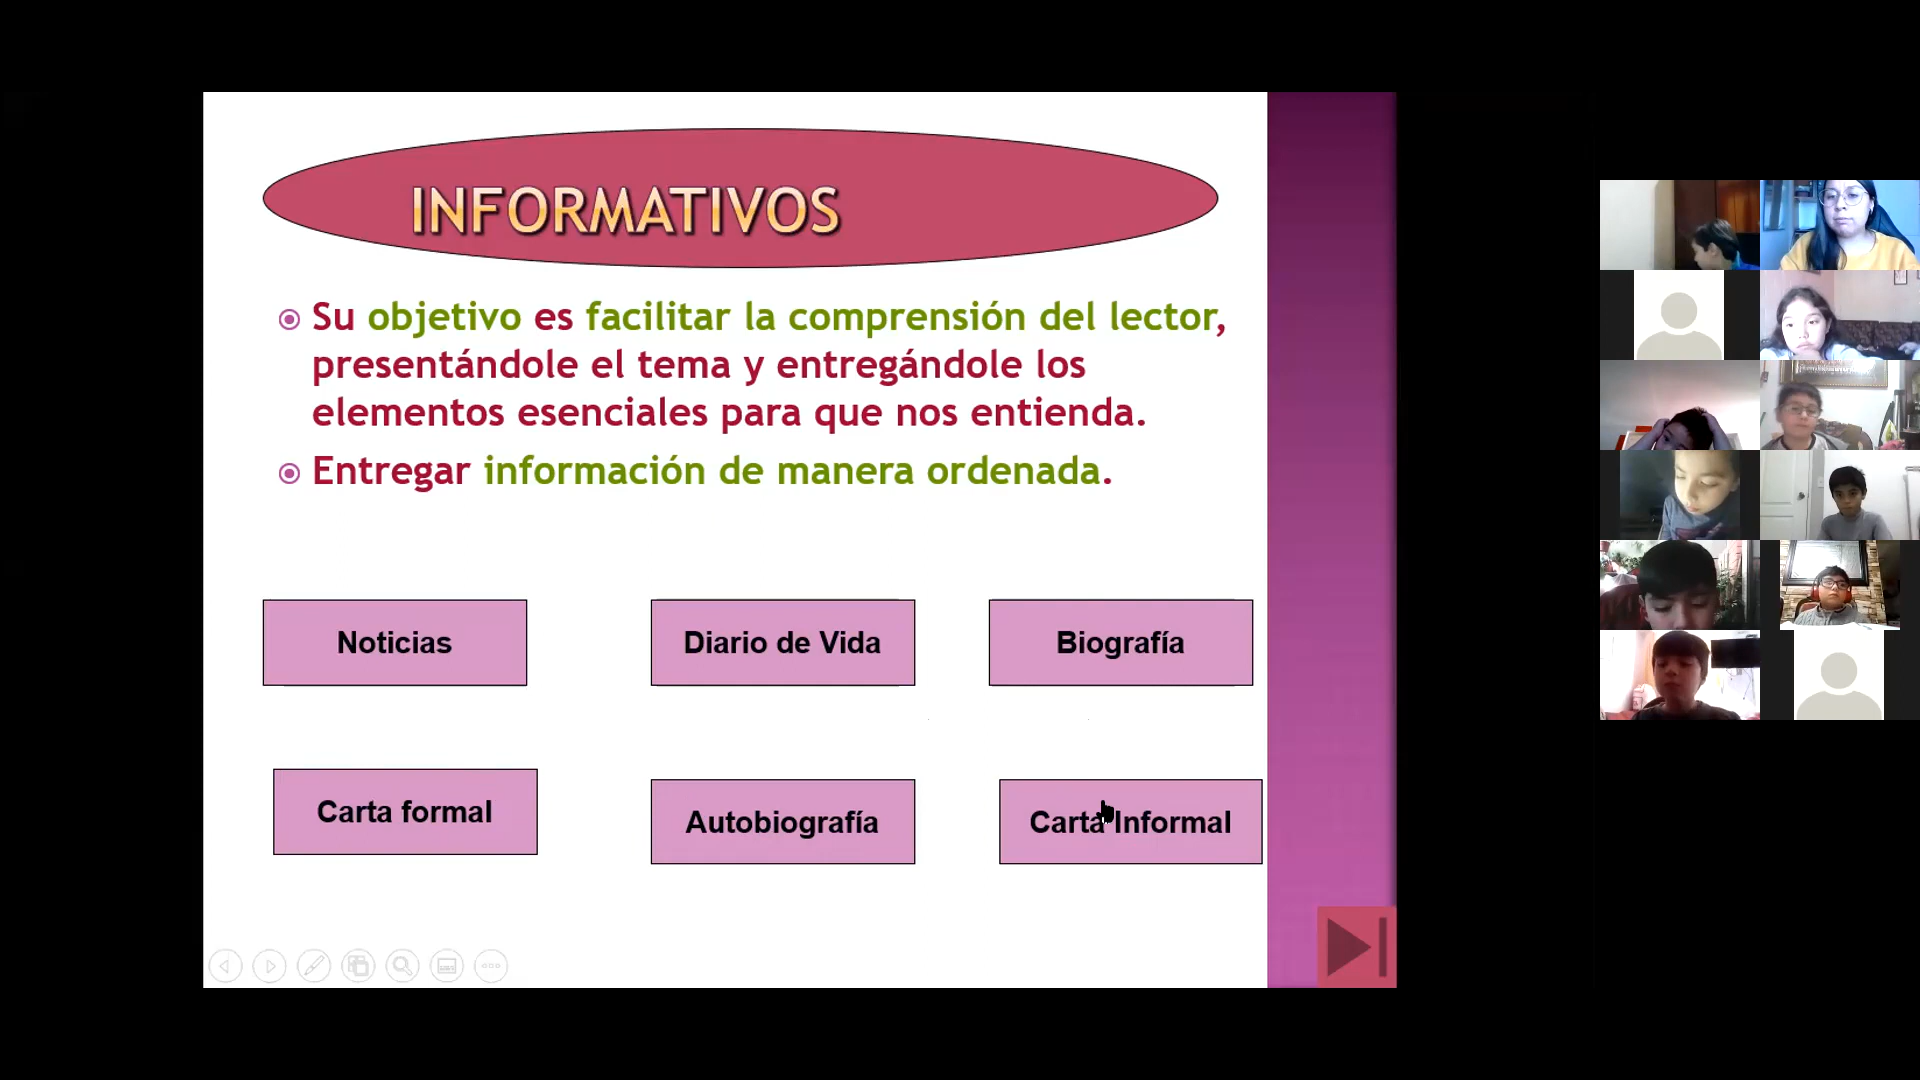 INFORMATIVOS
Su objetivo es facilitar la comprensión del lector,
presentándole el tema y entregándole los
elementos esenciales para que nos entienda.
Entregar información de manera ordenada.
Noticias
Diario de Vida
Biografía
Carta formal
Autobiografía
Carta Informal